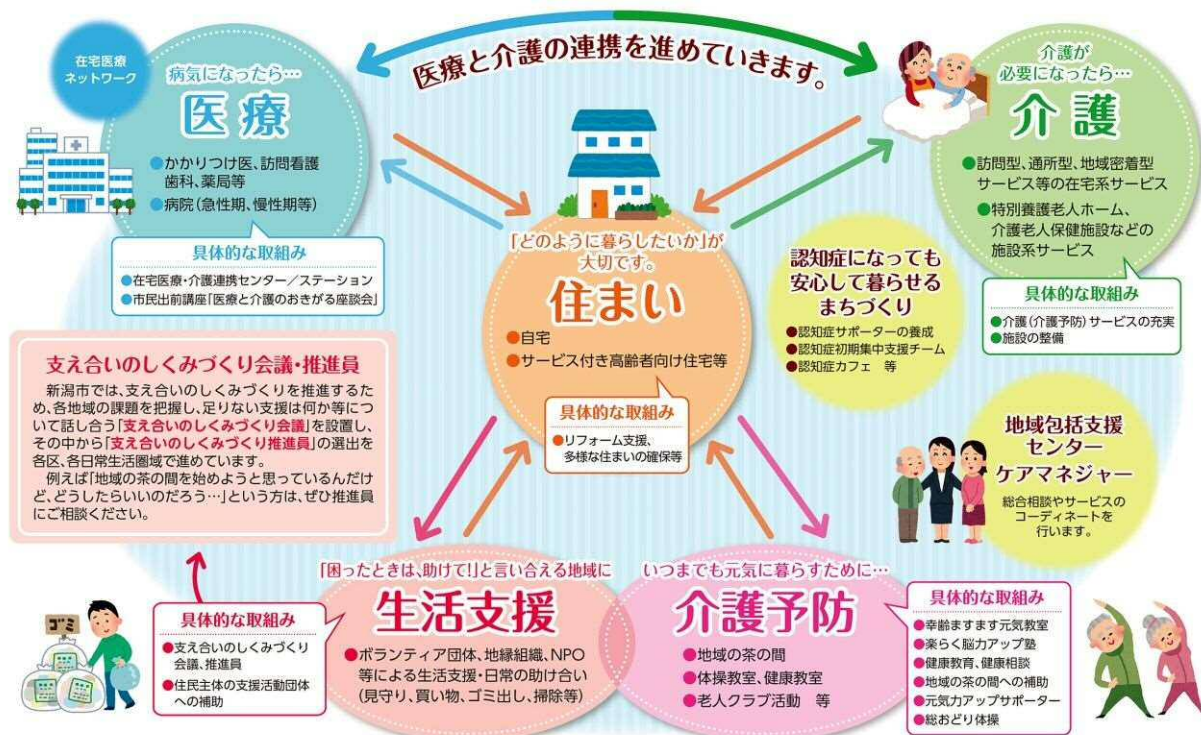 医療と介護の連携を進めていきます。
在宅医療
ネットワーク
病気になったら…
医療
●かかりつけ医、訪問看護
歯科、薬局等
●病院(急性期、慢性期等)
具体的な取組み
●在宅医療・介護連携センター/ステーション
●市民出前講座「医療と介護のおきがる座談会」
介護が
必要になったら…
介護
●訪問型、通所型、地域密着型
サービス等の在宅系サービス
●特別養護老人ホーム、
介護老人保健施設などの
施設系サービス
具体的な取組み
●介護(介護予防)サービスの充実
●施設の整備
「どのように暮らしたいか」が
大切です。
住まい
●自宅
●サービス付き高齢者向け住宅等
具体的な取組み
●リフォーム支援、
多様な住まいの確保等
認知症になっても
安心して暮らせる
まちづくり
●認知症サポーターの養成
●認知症初期集中支援チーム
●認知症カフェ 等
支え合いのしくみづくり会議・推進員
新潟市では、支え合いのしくみづくりを推進するた
め、各地域の課題を把握し、足りない支援は何か等につい
て話し合う「支え合いのしくみづくり会議」を設置し、
その中から「支え合いのしくみづくり推進員」の選出を
各区、各日常生活圏域で進めています。
例えば「地域の茶の間を始めようと思っているんだけ
ど、どうしたらいいのだろう…」という方は、ぜひ推進員
にご相談ください。
地域包括支援
センター
ケアマネジャー
総合相談やサービスの
コーディネートを
行います。
「困ったときは、助けて!」と言い合える地域に
生活支援
●ボランティア団体、地縁組織、NPO
等による生活支援・日常の助け合い
(見守り、買い物、ゴミ出し、掃除等)
具体的な取組み
●支え合いのしくみづくり
会議、推進員
●住民主体の支援活動団体
への補助
ゴミ
いつまでも元気に暮らすために…
介護予防
●地域の茶の間
●体操教室、健康教室
●老人クラブ活動 等
具体的な取組み
●幸齢ますます元気教室
●楽らく脳力アップ塾
●健康教育、健康相談
●地域の茶の間への補助
●元気力アップサポーター
●総おどり体操